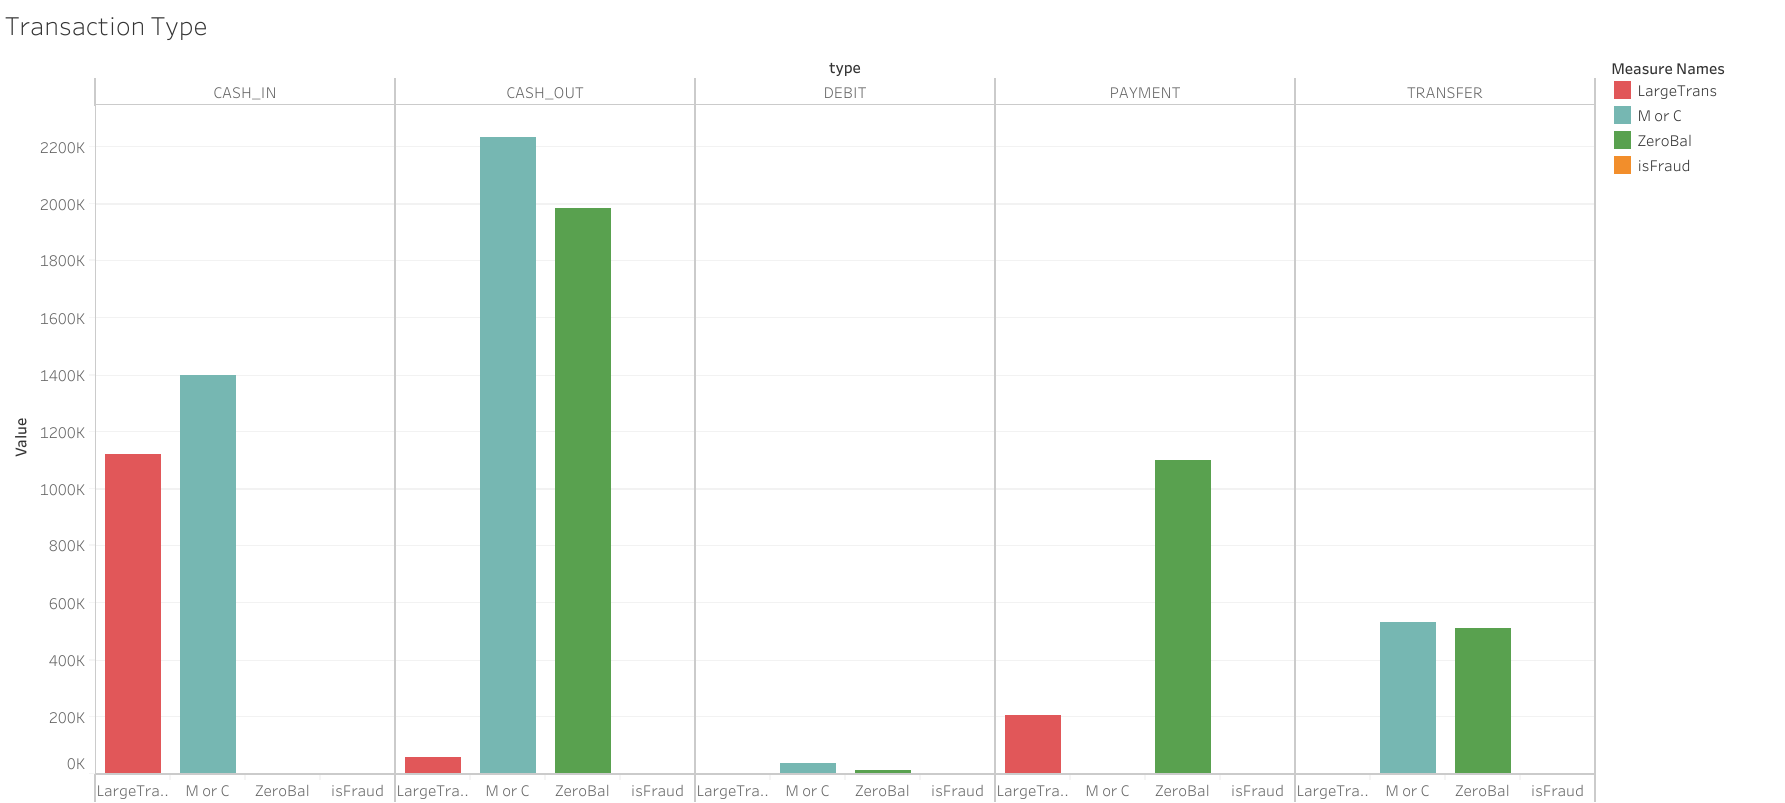 Transaction Type
type
CASH_IN CASH_OUT DEBIT PAYMENT TRANSFER
Measure Names
LargeTrans
M or C
ZeroBal
isFraud
Value
2200K
2000K
1800K
1600K
1400K
1200K
1000K
800K
600K
400K
200K
0K
LargeTra.. M or C ZeroBal isFraud LargeTra.. M or C ZeroBal isFraud LargeTra.. M or C ZeroBal isFraud LargeTra.. M or C ZeroBal isFraud LargeTra.. M or C ZeroBal isFraud